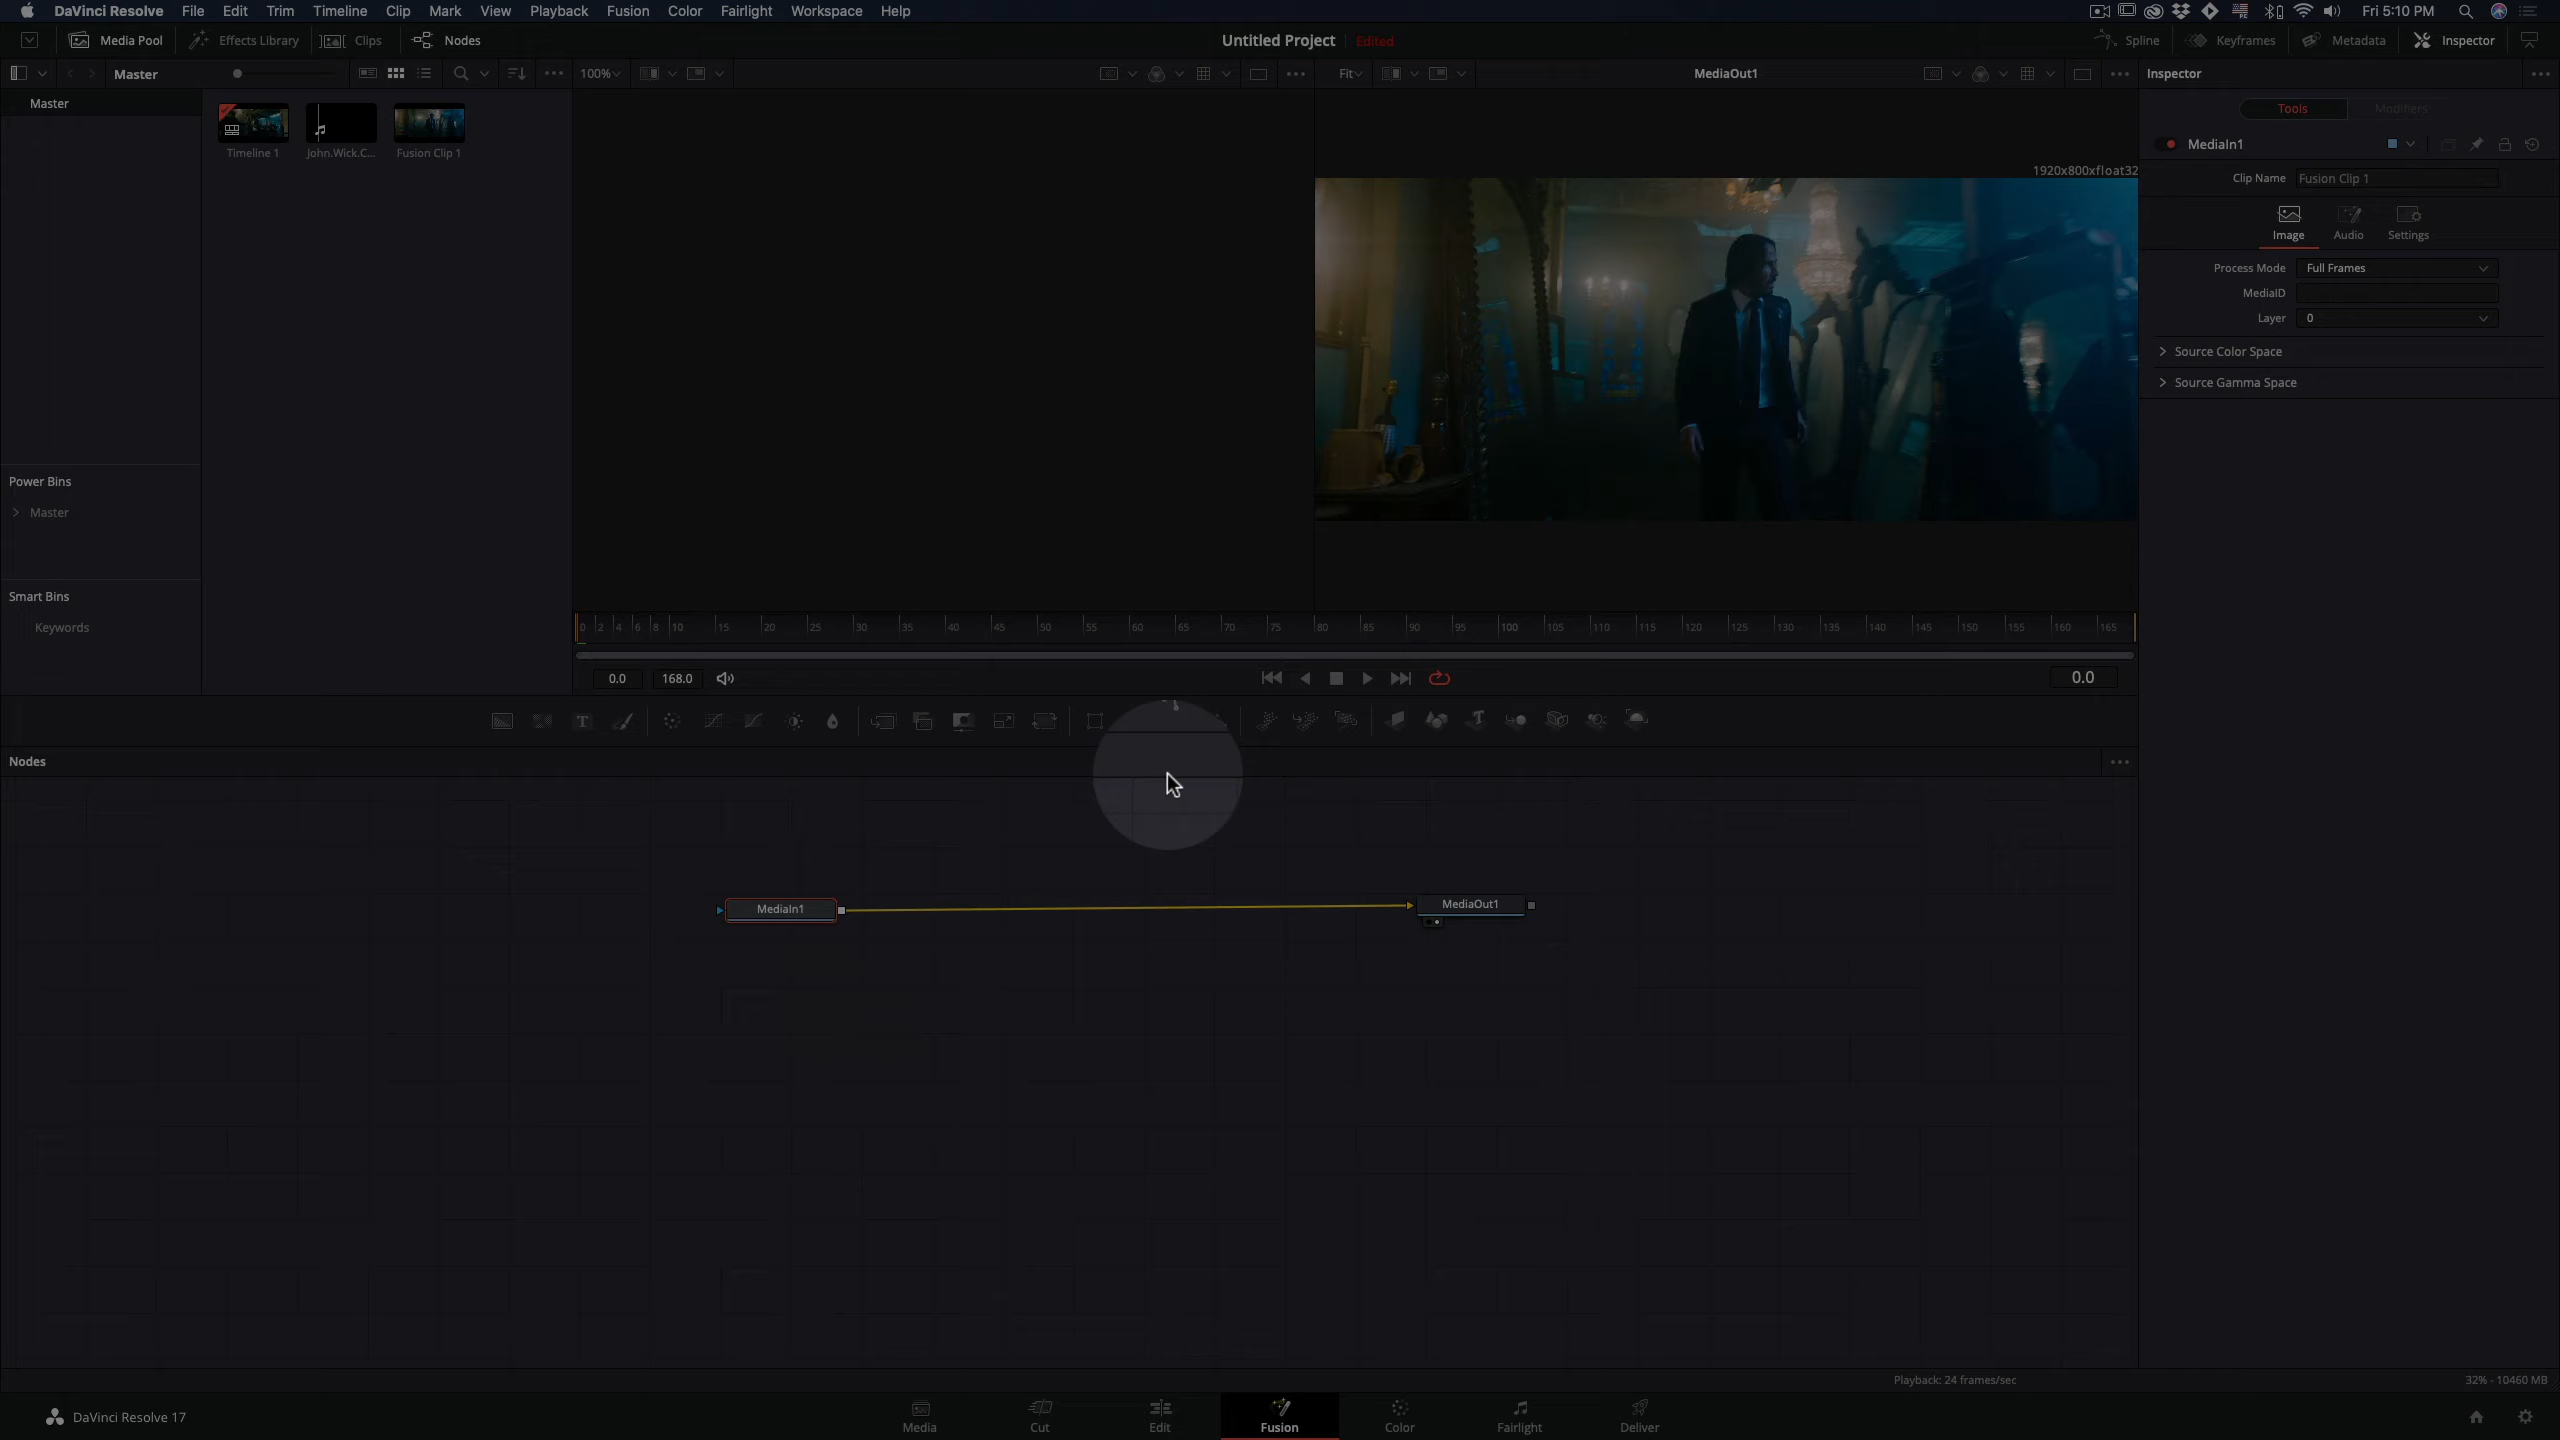 DaVinci Resolve File Edit Trim Timeline Clip Mark View Playback Fusion Color Fairlight Workspace Help Fri 5:10 PM
Media Pool Effects Library Clips Nodes Untitled Project Edited Spline Keyframes Metadata Inspector
Master 100% Fit MediaOut1 Inspector
Master
Timeline 1 John.Wick.C... Fusion Clip 1
Power Bins
Master
Smart Bins
Keywords
1920x800xfloat32
Tools Modifiers
MediaIn1
Clip Name Fusion Clip 1
Image Audio Settings
Process Mode Full Frames
MediaID
Layer 0
Source Color Space
Source Gamma Space
0 2 4 6 8 10 15 20 25 30 35 40 45 50 55 60 65 70 75 80 85 90 95 100 105 110 115 120 125 130 135 140 145 150 155 160 165
0.0 168.0 0.0
Nodes
MediaIn1 MediaOut1
Playback: 24 frames/sec 32% - 10460 MB
DaVinci Resolve 17 Media Cut Edit Fusion Color Fairlight Deliver